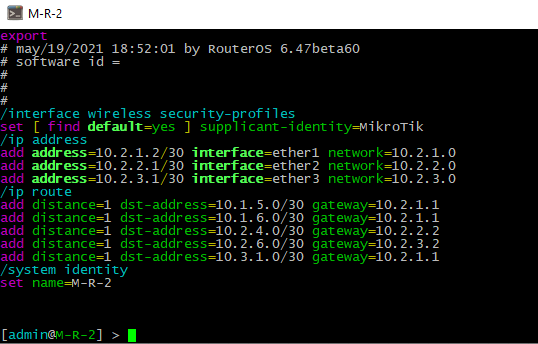 M-R-2
export
# may/19/2021 18:52:01 by RouterOS 6.47beta60
# software id =
#
#
#
/interface wireless security-profiles
set [ find default=yes ] supplicant-identity=MikroTik
/ip address
add address=10.2.1.2/30 interface=ether1 network=10.2.1.0
add address=10.2.2.1/30 interface=ether2 network=10.2.2.0
add address=10.2.3.1/30 interface=ether3 network=10.2.3.0
/ip route
add distance=1 dst-address=10.1.5.0/30 gateway=10.2.1.1
add distance=1 dst-address=10.1.6.0/30 gateway=10.2.1.1
add distance=1 dst-address=10.2.4.0/30 gateway=10.2.2.2
add distance=1 dst-address=10.2.6.0/30 gateway=10.2.3.2
add distance=1 dst-address=10.3.1.0/30 gateway=10.2.1.1
/system identity
set name=M-R-2
[admin@M-R-2] >